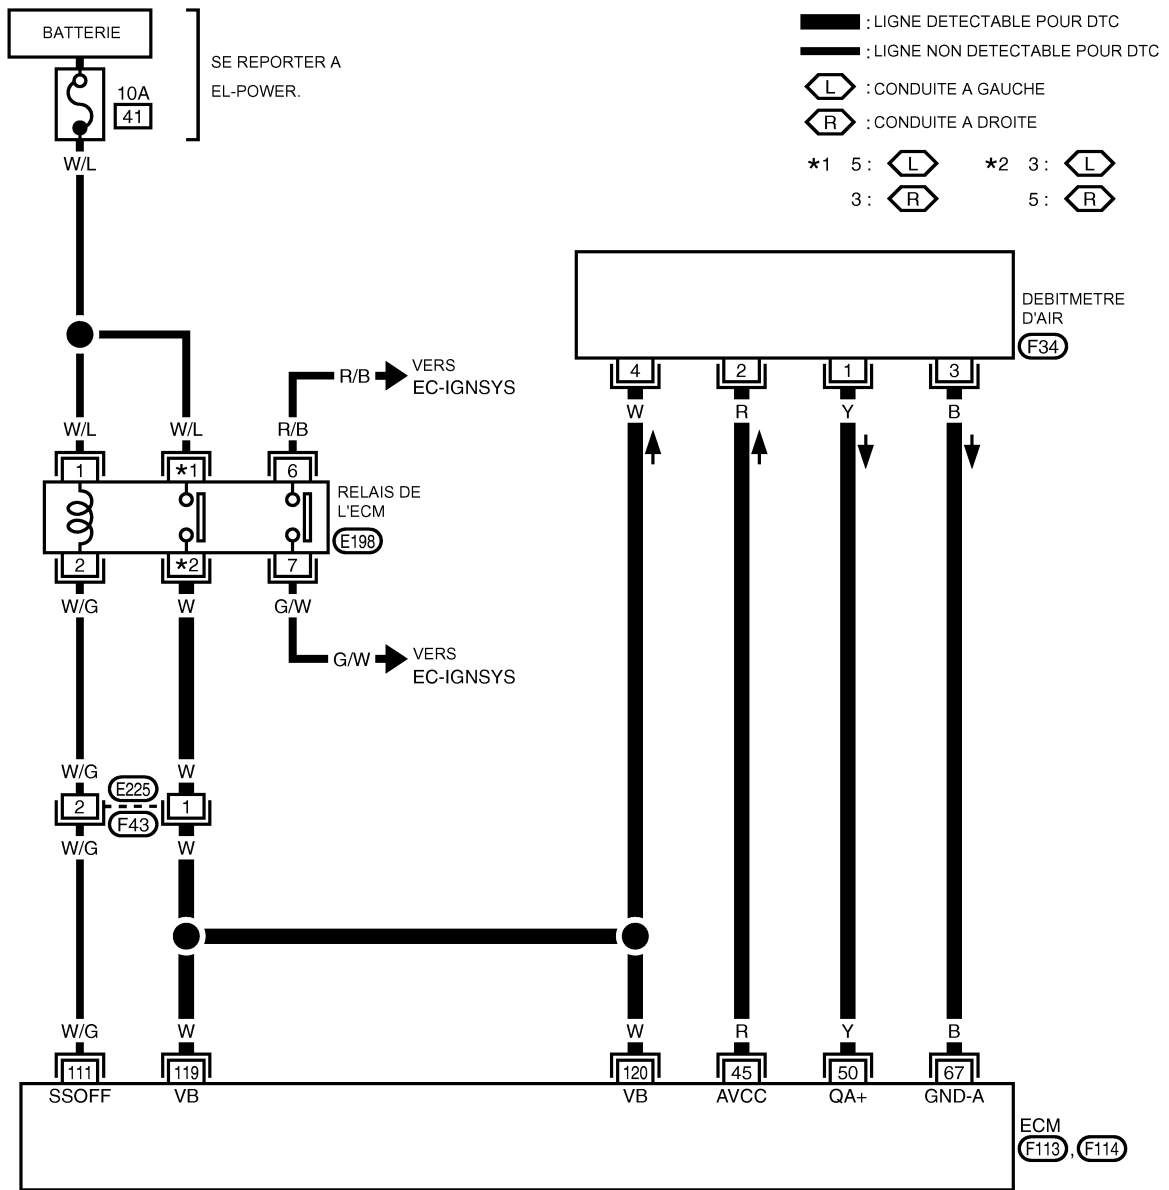 BATTERIE
10A
41
SE REPORTER A
EL-POWER.
: LIGNE DETECTABLE POUR DTC
: LIGNE NON DETECTABLE POUR DTC
L : CONDUITE A GAUCHE
R : CONDUITE A DROITE
*1 5 : L *2 3 : L
3 : R 5 : R
W/L
DEBITMETRE
D'AIR
F34
4 2 1 3
W R Y B
R/B VERS
EC-IGNSYS
W/L W/L R/B
1 *1 6
RELAIS DE
L'ECM
E198
2 *2 7
W/G W G/W
G/W VERS
EC-IGNSYS
W/G W
2 E225 1
F43
W/G W
W/G W W R Y B
111 119 120 45 50 67
SSOFF VB VB AVCC QA+ GND-A
ECM
F113 , F114